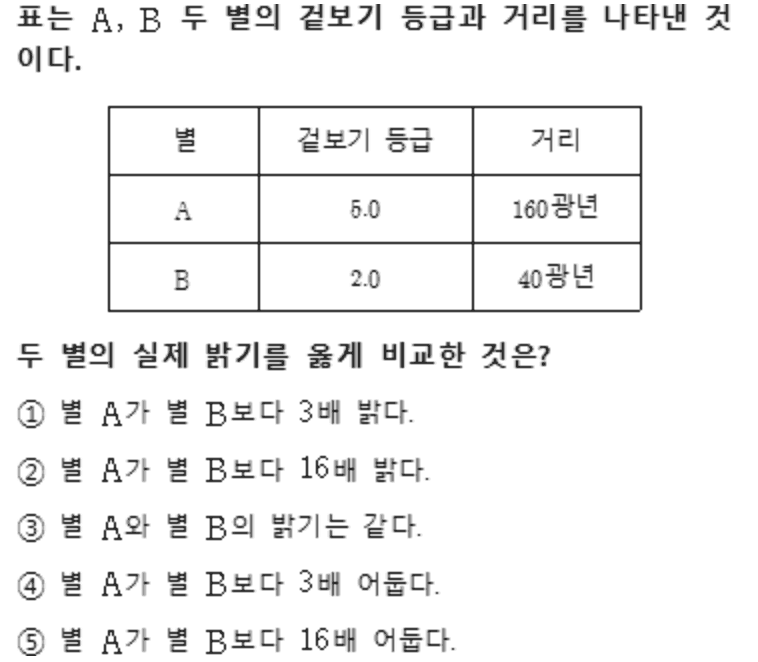 표는 A, B 두 별의 겉보기 등급과 거리를 나타낸 것
이다.
별 겉보기 등급 거리
A 5.0 160광년
B 2.0 40광년
두 별의 실제 밝기를 옳게 비교한 것은?
① 별 A가 별 B보다 3배 밝다.
② 별 A가 별 B보다 16배 밝다.
③ 별 A와 별 B의 밝기는 같다.
④ 별 A가 별 B보다 3배 어둡다.
⑤ 별 A가 별 B보다 16배 어둡다.